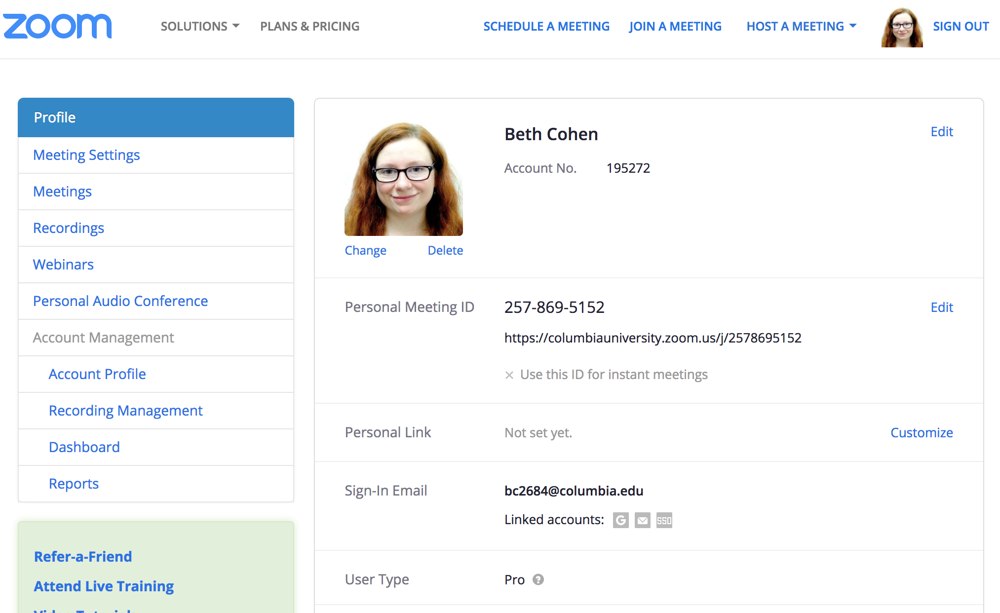 zoom
SOLUTIONS PLANS & PRICING SCHEDULE A MEETING JOIN A MEETING HOST A MEETING SIGN OUT
Profile
Meeting Settings
Meetings
Recordings
Webinars
Personal Audio Conference
Account Management
Account Profile
Recording Management
Dashboard
Reports
Refer-a-Friend
Attend Live Training
Beth Cohen Edit
Account No. 195272
Change Delete
Personal Meeting ID 257-869-5152 Edit
https://columbiauniversity.zoom.us/j/2578695152
× Use this ID for instant meetings
Personal Link Not set yet. Customize
Sign-In Email bc2684@columbia.edu
Linked accounts: G SSO
User Type Pro ?